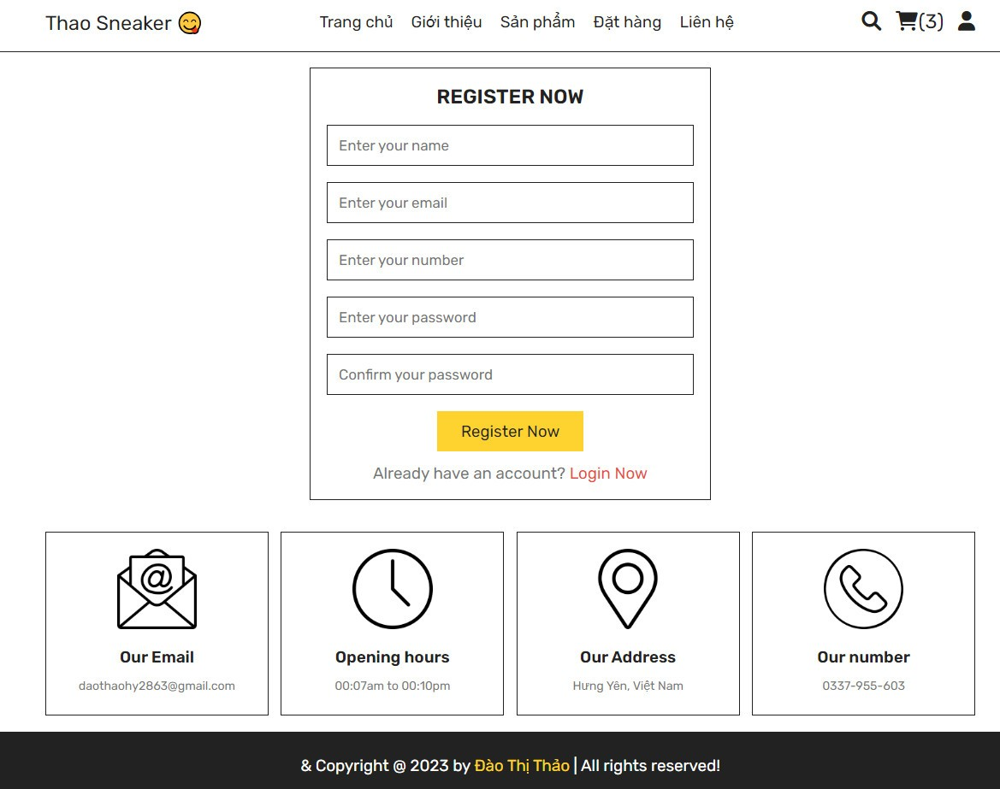 Thao Sneaker 😋
Trang chủ Giới thiệu Sản phẩm Đặt hàng Liên hệ
(3)
REGISTER NOW
Enter your name
Enter your email
Enter your number
Enter your password
Confirm your password
Register Now
Already have an account? Login Now
@
Our Email
daothaohy2863@gmail.com
Opening hours
00:07am to 00:10pm
Our Address
Hưng Yên, Việt Nam
Our number
0337-955-603
& Copyright @ 2023 by Đào Thị Thảo | All rights reserved!